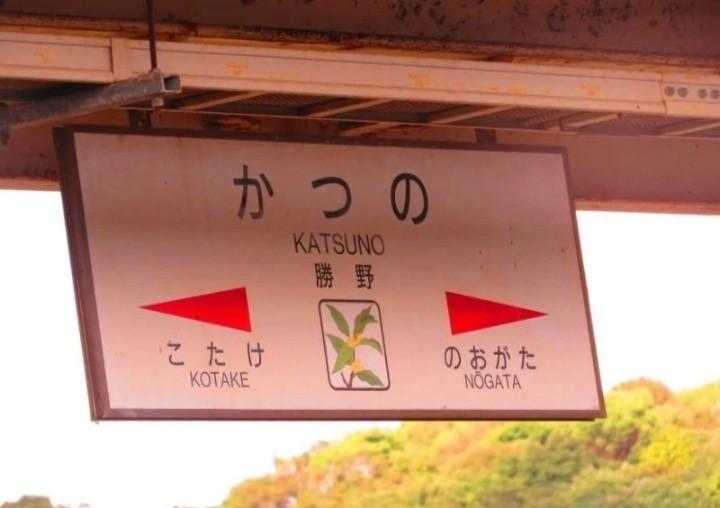 かつの
KATSUNO
勝野
こたけ
KOTAKE
のおがた
NŌGATA